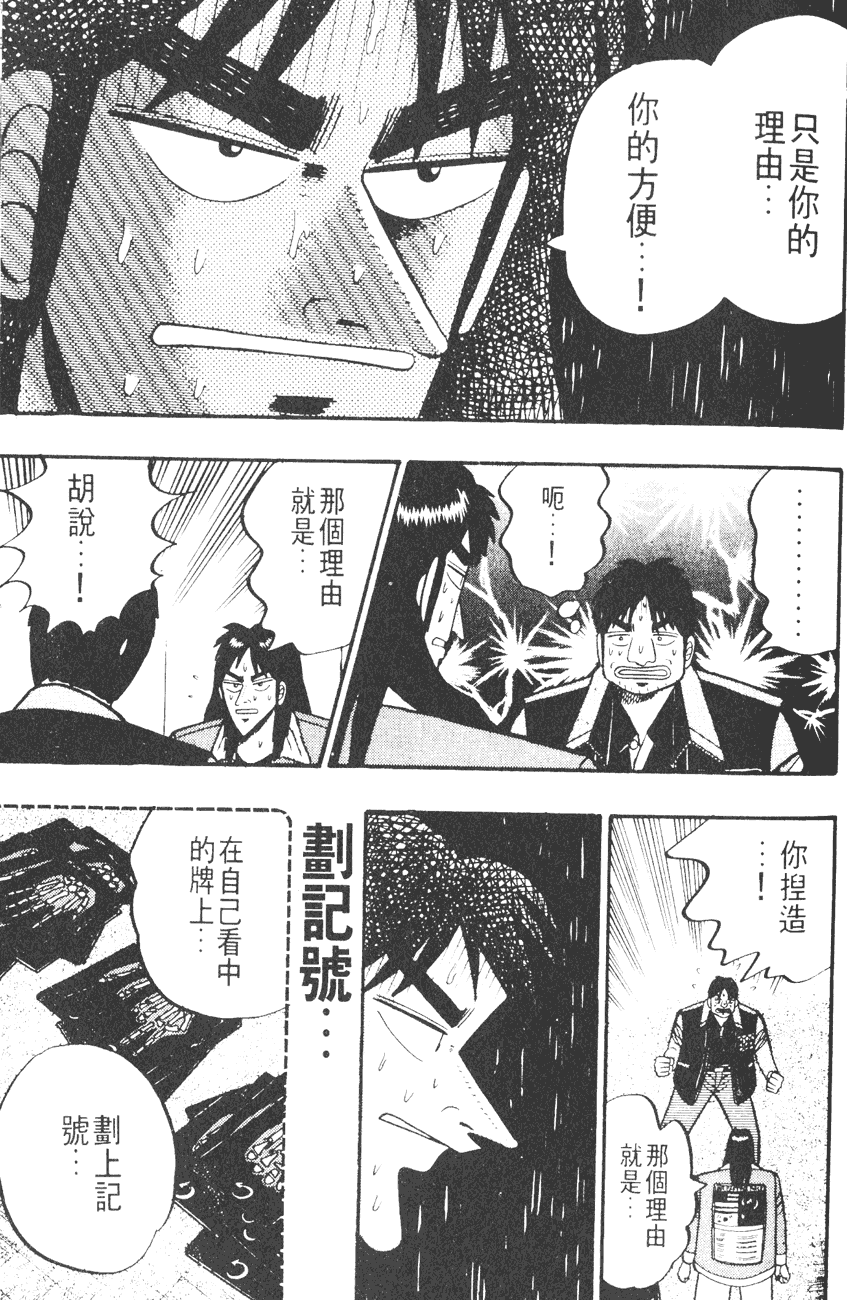 只是你的
理由…
你的方便…！
…………
呃…！
那個理由
就是…
胡說…！
你捏造
…！
那個理由
就是…
劃記號…
在自己看中
的牌上…
劃上記
號…